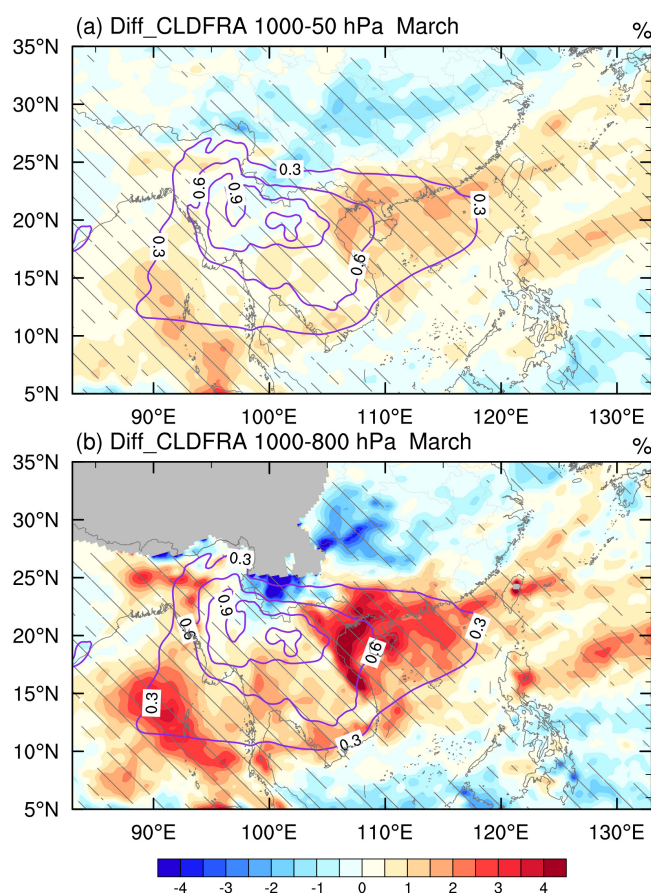 (a) Diff_CLDFRA 1000-50 hPa March %
35°N
30°N
25°N
20°N
15°N
10°N
5°N
0.3
0.6
0.9
0.3
0.3
0.6
90°E 100°E 110°E 120°E 130°E
(b) Diff_CLDFRA 1000-800 hPa March %
35°N
30°N
25°N
20°N
15°N
10°N
5°N
0.3
0.9
0.6
0.3
0.6
0.3
0.3
90°E 100°E 110°E 120°E 130°E
-4 -3 -2 -1 0 1 2 3 4